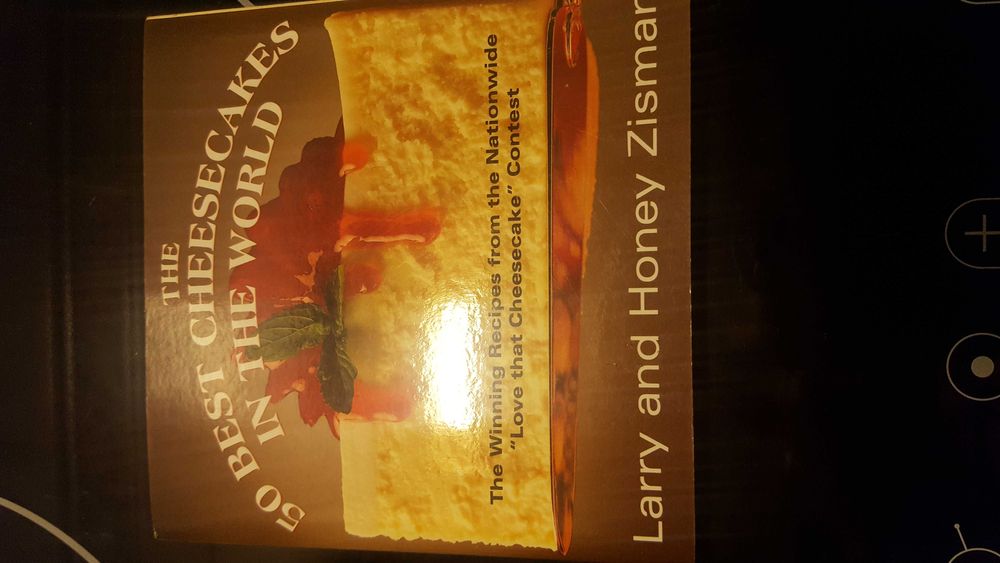 THE
50 BEST CHEESECAKES
IN THE WORLD
The Winning Recipes from the Nationwide
"Love that Cheesecake" Contest
Larry and Honey Zisman